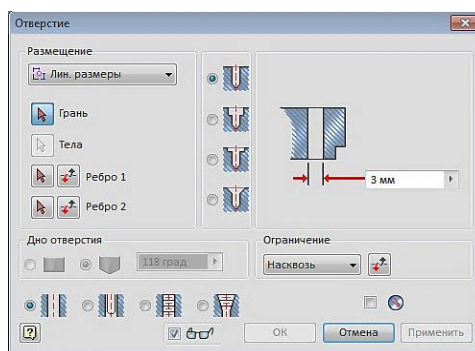 Отверстие
Размещение
Лин. размеры
Грань
Тела
Ребро 1
Ребро 2
3 мм
Дно отверстия
118 град
Ограничение
Насквозь
?
ОК
Отмена
Применить